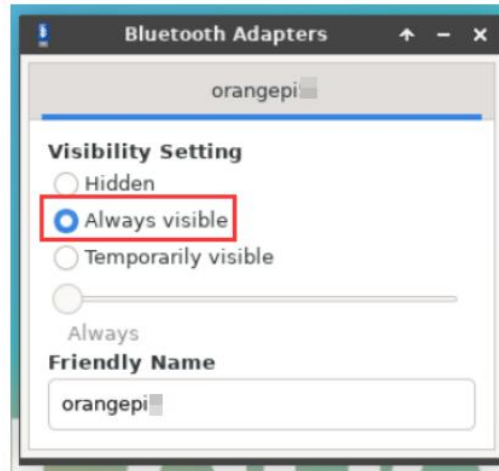 Bluetooth Adapters
orangepi
Visibility Setting
Hidden
Always visible
Temporarily visible
Always
Friendly Name
orangepi